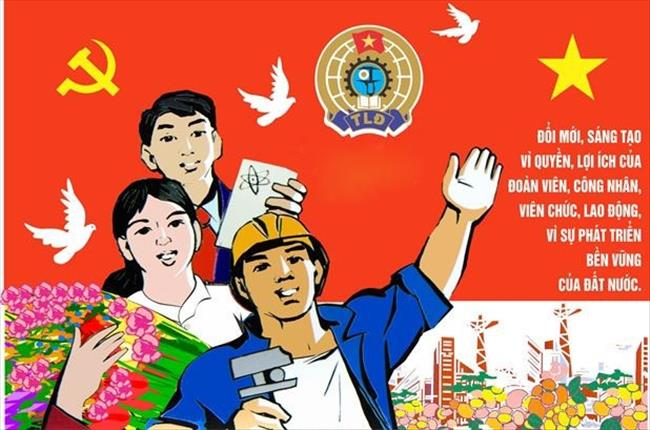 TLĐ
ĐỔI MỚI, SÁNG TẠO
VÌ QUYỀN, LỢI ÍCH CỦA
ĐOÀN VIÊN, CÔNG NHÂN,
VIÊN CHỨC, LAO ĐỘNG,
VÌ SỰ PHÁT TRIỂN
BỀN VỮNG
CỦA ĐẤT NƯỚC.